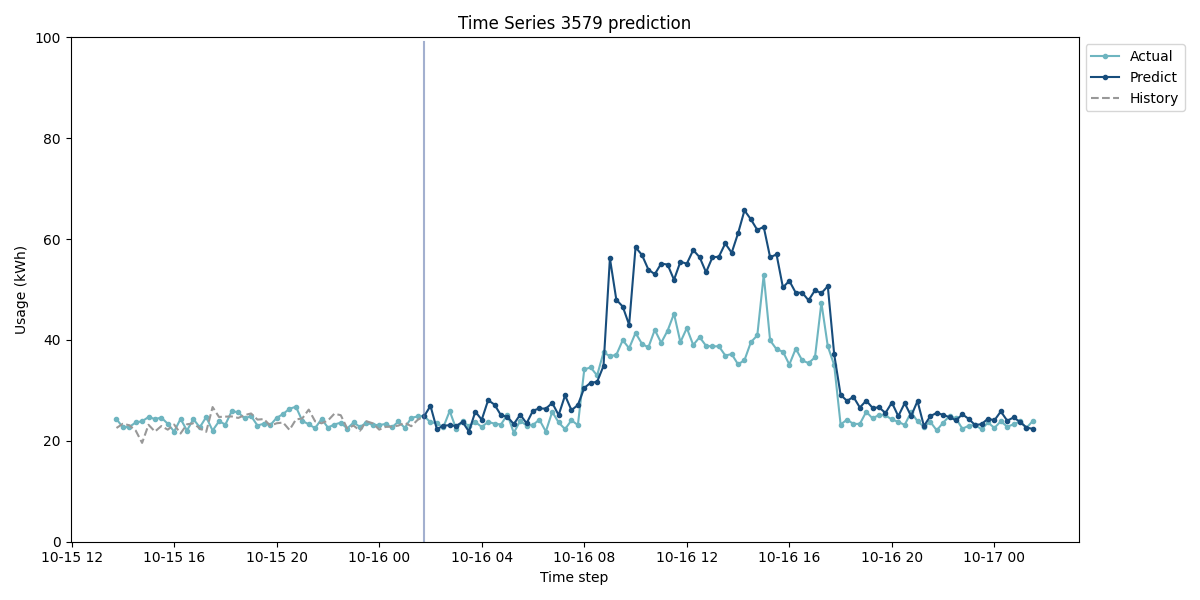 Time Series 3579 prediction
Usage (kWh)
100
80
60
40
20
0
10-15 12
10-15 16
10-15 20
10-16 00
10-16 04
10-16 08
10-16 12
10-16 16
10-16 20
10-17 00
Time step
Actual
Predict
History